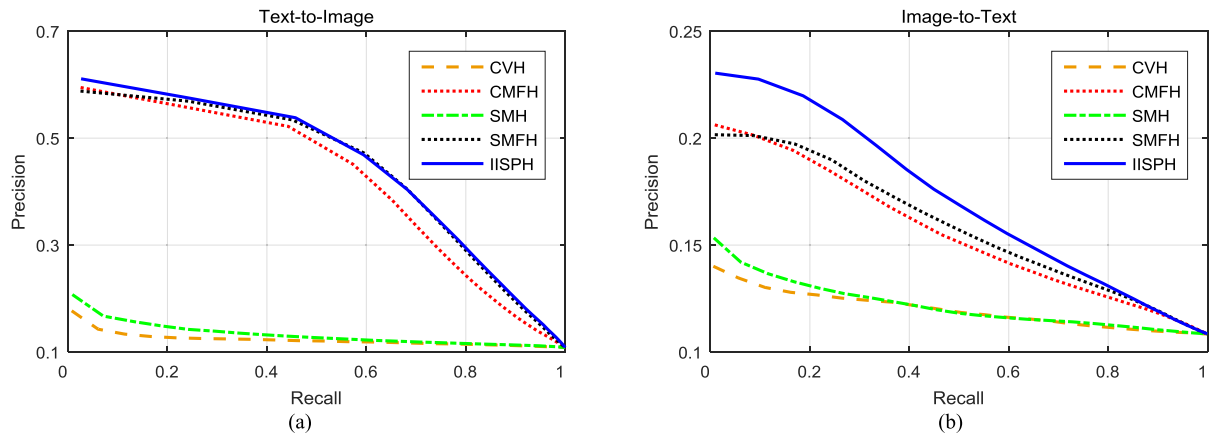 Text-to-Image
0.7
0.5
0.3
0.1
Precision
0 0.2 0.4 0.6 0.8 1
Recall
CVH
CMFH
SMH
SMFH
IISPH
(a)
Image-to-Text
0.25
0.2
0.15
0.1
Precision
0 0.2 0.4 0.6 0.8 1
Recall
CVH
CMFH
SMH
SMFH
IISPH
(b)